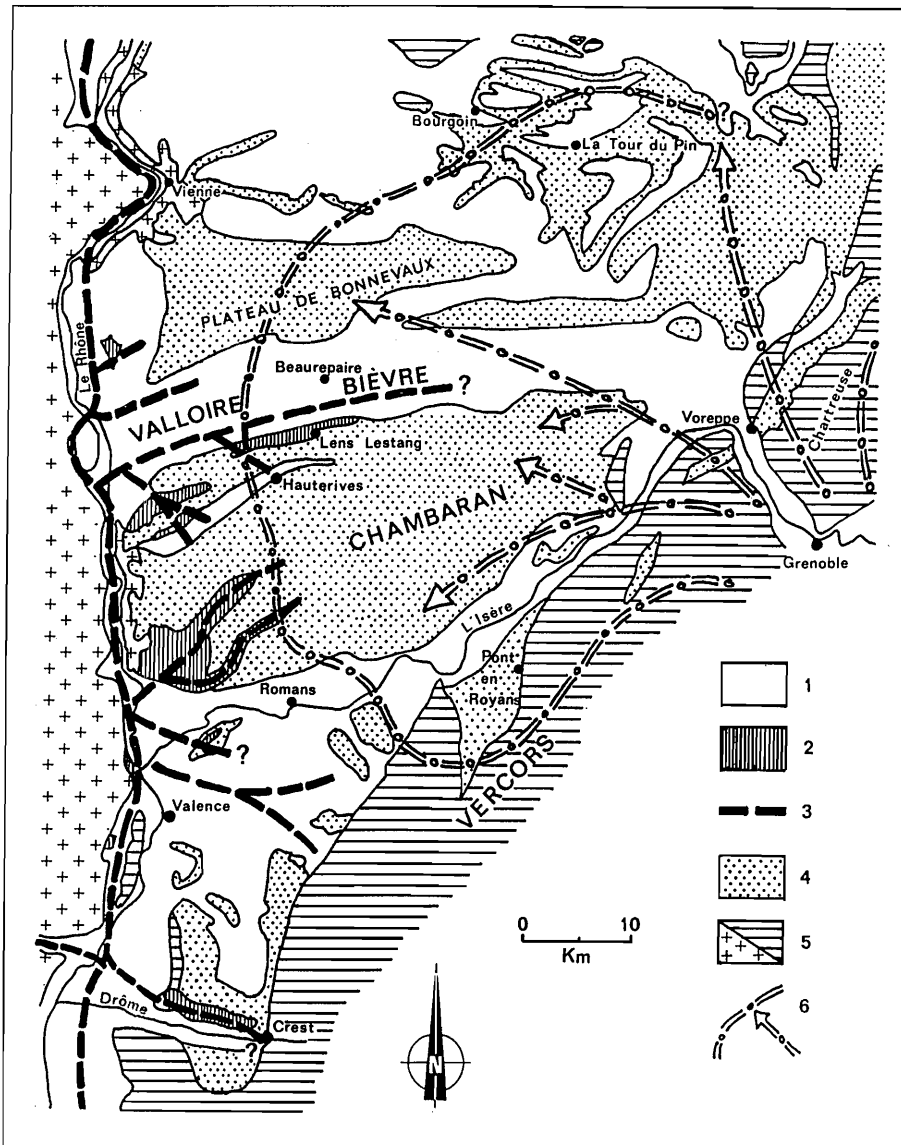 Bourgoin
?
La Tour du Pin
Vienne
PLATEAU DE BONNEVAUX
Le Rhône
Beaurepaire
BIÈVRE
?
VALLOIRE
Voreppe
Chartreuse
Lens Lestang
Hauterives
CHAMBARAN
Grenoble
L'Isère
Pont
en
Royans
Romans
1
2
?
VERCORS
3
Valence
4
0 10
Km
5
Drôme
6
Crest
?
N